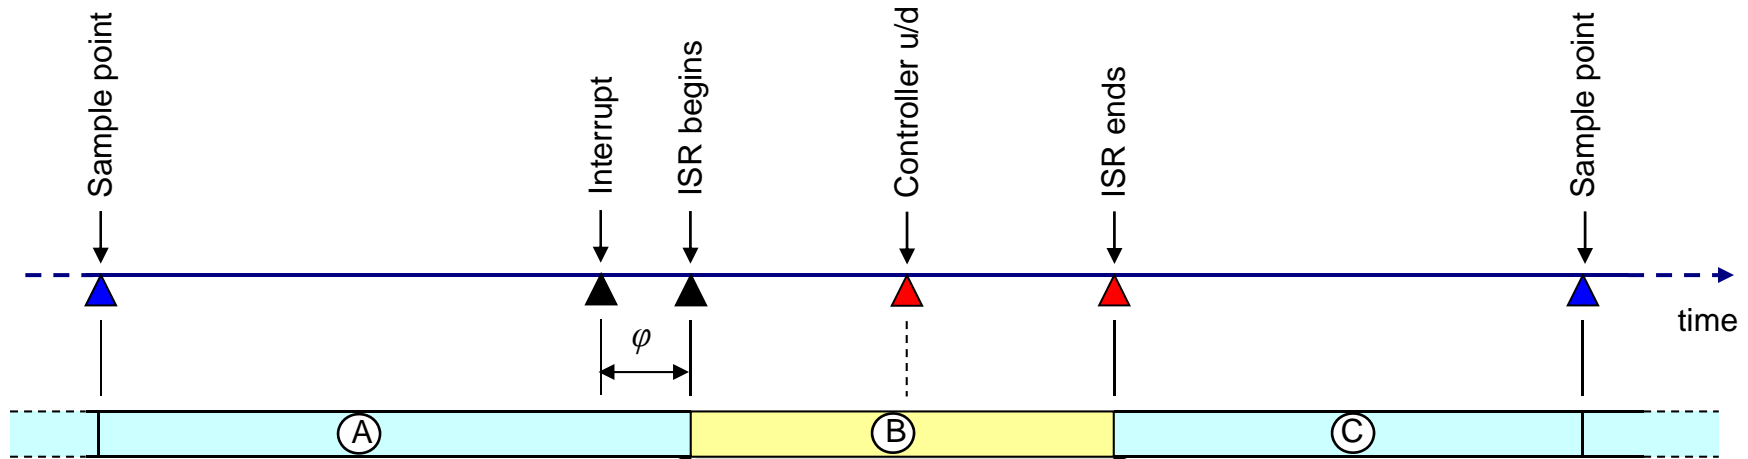 Sample point
Interrupt
ISR begins
Controller u/d
ISR ends
Sample point
time
φ
A
B
C